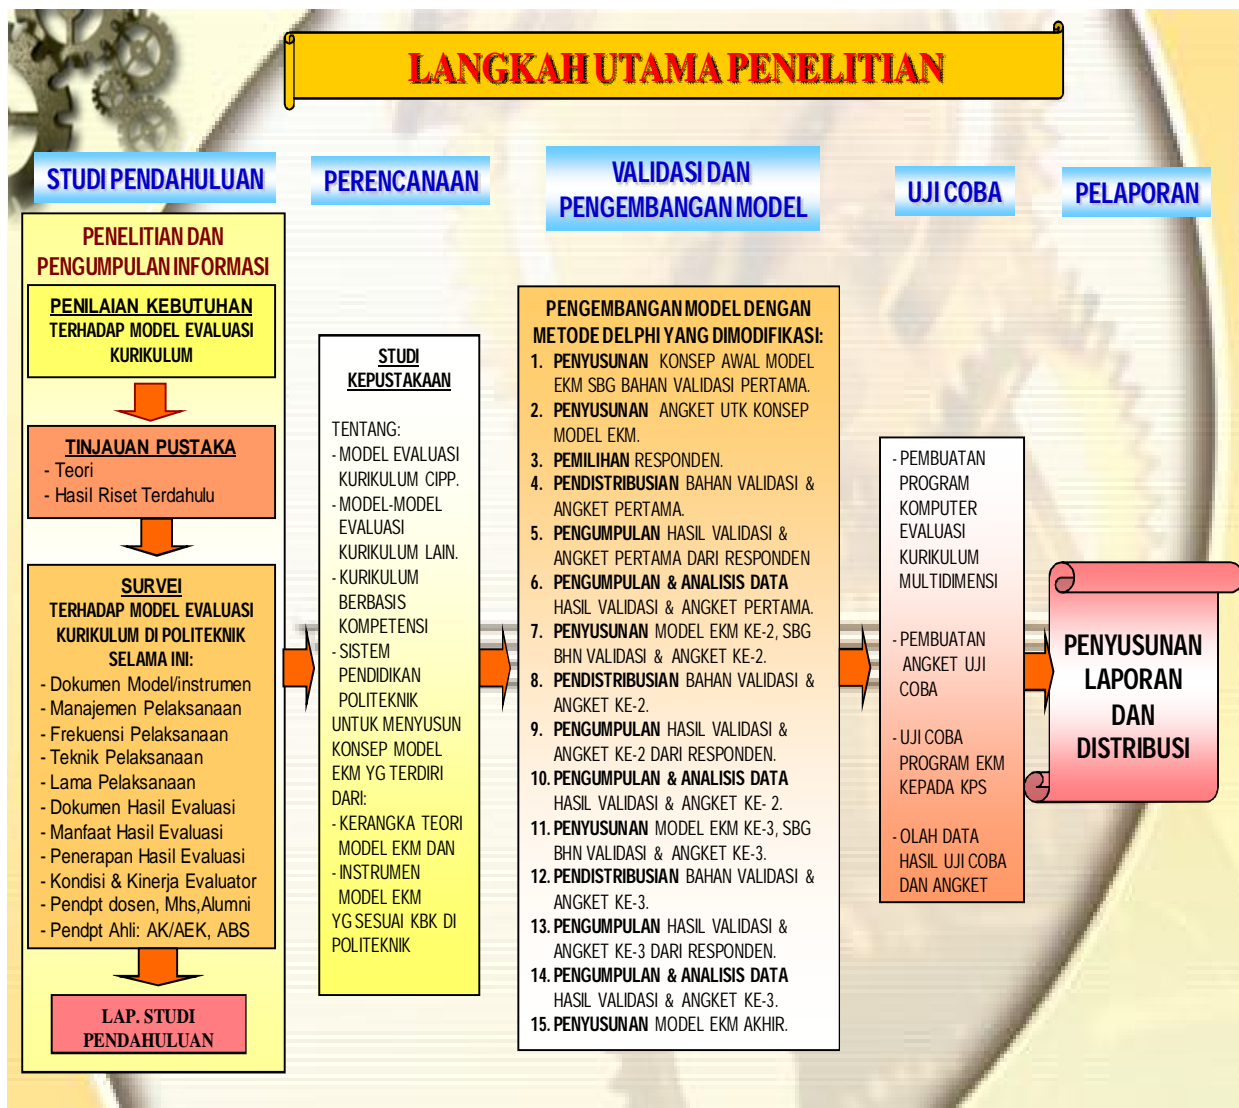 LANGKAH UTAMA PENELITIAN
STUDI PENDAHULUAN
PENELITIAN DAN
PENGUMPULAN INFORMASI
PENILAIAN KEBUTUHAN
TERHADAP MODEL EVALUASI
KURIKULUM
TINJAUAN PUSTAKA
- Teori
- Hasil Riset Terdahulu
SURVEI
TERHADAP MODEL EVALUASI
KURIKULUM DI POLITEKNIK
SELAMA INI:
- Dokumen Model/instrumen
- Manajemen Pelaksanaan
- Frekuensi Pelaksanaan
- Teknik Pelaksanaan
- Lama Pelaksanaan
- Dokumen Hasil Evaluasi
- Manfaat Hasil Evaluasi
- Penerapan Hasil Evaluasi
- Kondisi & Kinerja Evaluator
- Pendpt dosen, Mhs,Alumni
- Pendpt Ahli: AK/AEK, ABS
LAP. STUDI
PENDAHULUAN
PERENCANAAN
STUDI
KEPUSTAKAAN
TENTANG:
- MODEL EVALUASI
KURIKULUM CIPP.
- MODEL-MODEL
EVALUASI
KURIKULUM LAIN.
- KURIKULUM
BERBASIS
KOMPETENSI
- SISTEM
PENDIDIKAN
POLITEKNIK
UNTUK MENYUSUN
KONSEP MODEL
EKM YG TERDIRI
DARI:
- KERANGKA TEORI
MODEL EKM DAN
- INSTRUMEN
MODEL EKM
YG SESUAI KBK DI
POLITEKNIK
VALIDASI DAN
PENGEMBANGAN MODEL
PENGEMBANGAN MODEL DENGAN
METODE DELPHI YANG DIMODIFIKASI:
1. PENYUSUNAN KONSEP AWAL MODEL
EKM SBG BAHAN VALIDASI PERTAMA.
2. PENYUSUNAN ANGKET UTK KONSEP
MODEL EKM.
3. PEMILIHAN RESPONDEN.
4. PENDISTRIBUSIAN BAHAN VALIDASI &
ANGKET PERTAMA.
5. PENGUMPULAN HASIL VALIDASI &
ANGKET PERTAMA DARI RESPONDEN
6. PENGUMPULAN & ANALISIS DATA
HASIL VALIDASI & ANGKET PERTAMA.
7. PENYUSUNAN MODEL EKM KE-2, SBG
BHN VALIDASI & ANGKET KE-2.
8. PENDISTRIBUSIAN BAHAN VALIDASI &
ANGKET KE-2.
9. PENGUMPULAN HASIL VALIDASI &
ANGKET KE-2 DARI RESPONDEN.
10. PENGUMPULAN & ANALISIS DATA
HASIL VALIDASI & ANGKET KE- 2.
11. PENYUSUNAN MODEL EKM KE-3, SBG
BHN VALIDASI & ANGKET KE-3.
12. PENDISTRIBUSIAN BAHAN VALIDASI &
ANGKET KE-3.
13. PENGUMPULAN HASIL VALIDASI &
ANGKET KE-3 DARI RESPONDEN.
14. PENGUMPULAN & ANALISIS DATA
HASIL VALIDASI & ANGKET KE-3.
15. PENYUSUNAN MODEL EKM AKHIR.
UJI COBA
- PEMBUATAN
PROGRAM
KOMPUTER
EVALUASI
KURIKULUM
MULTIDIMENSI
- PEMBUATAN
ANGKET UJI
COBA
- UJI COBA
PROGRAM EKM
KEPADA KPS
- OLAH DATA
HASIL UJI COBA
DAN ANGKET
PELAPORAN
PENYUSUNAN
LAPORAN
DAN
DISTRIBUSI